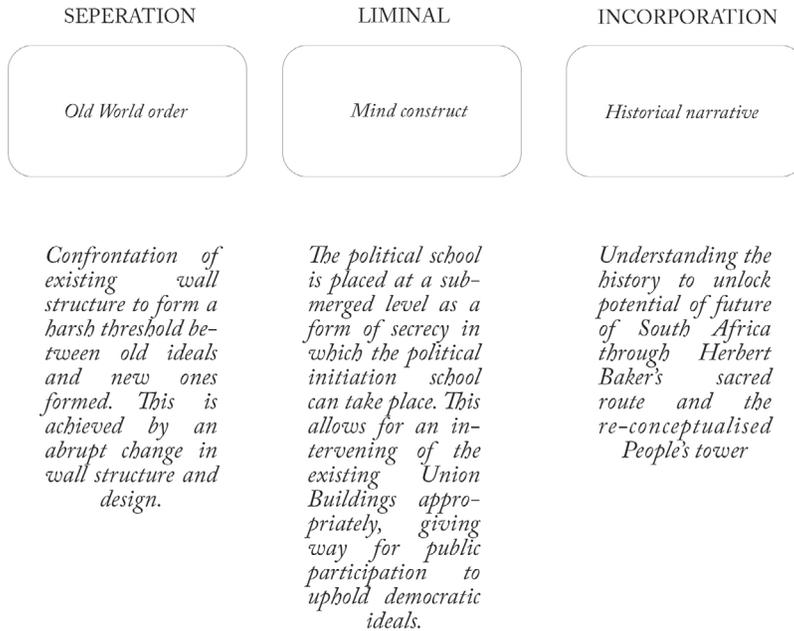 SEPERATION
Old World order
Confrontation of
existing wall
structure to form a
harsh threshold be-
tween old ideals
and new ones
formed. This is
achieved by an
abrupt change in
wall structure and
design.
LIMINAL
Mind construct
The political school
is placed at a sub-
merged level as a
form of secrecy in
which the political
initiation school
can take place. This
allows for an in-
tervening of the
existing Union
Buildings appro-
priately, giving
way for public
participation to
uphold democratic
ideals.
INCORPORATION
Historical narrative
Understanding the
history to unlock
potential of future
of South Africa
through Herbert
Baker's sacred
route and the
re-conceptualised
People's tower